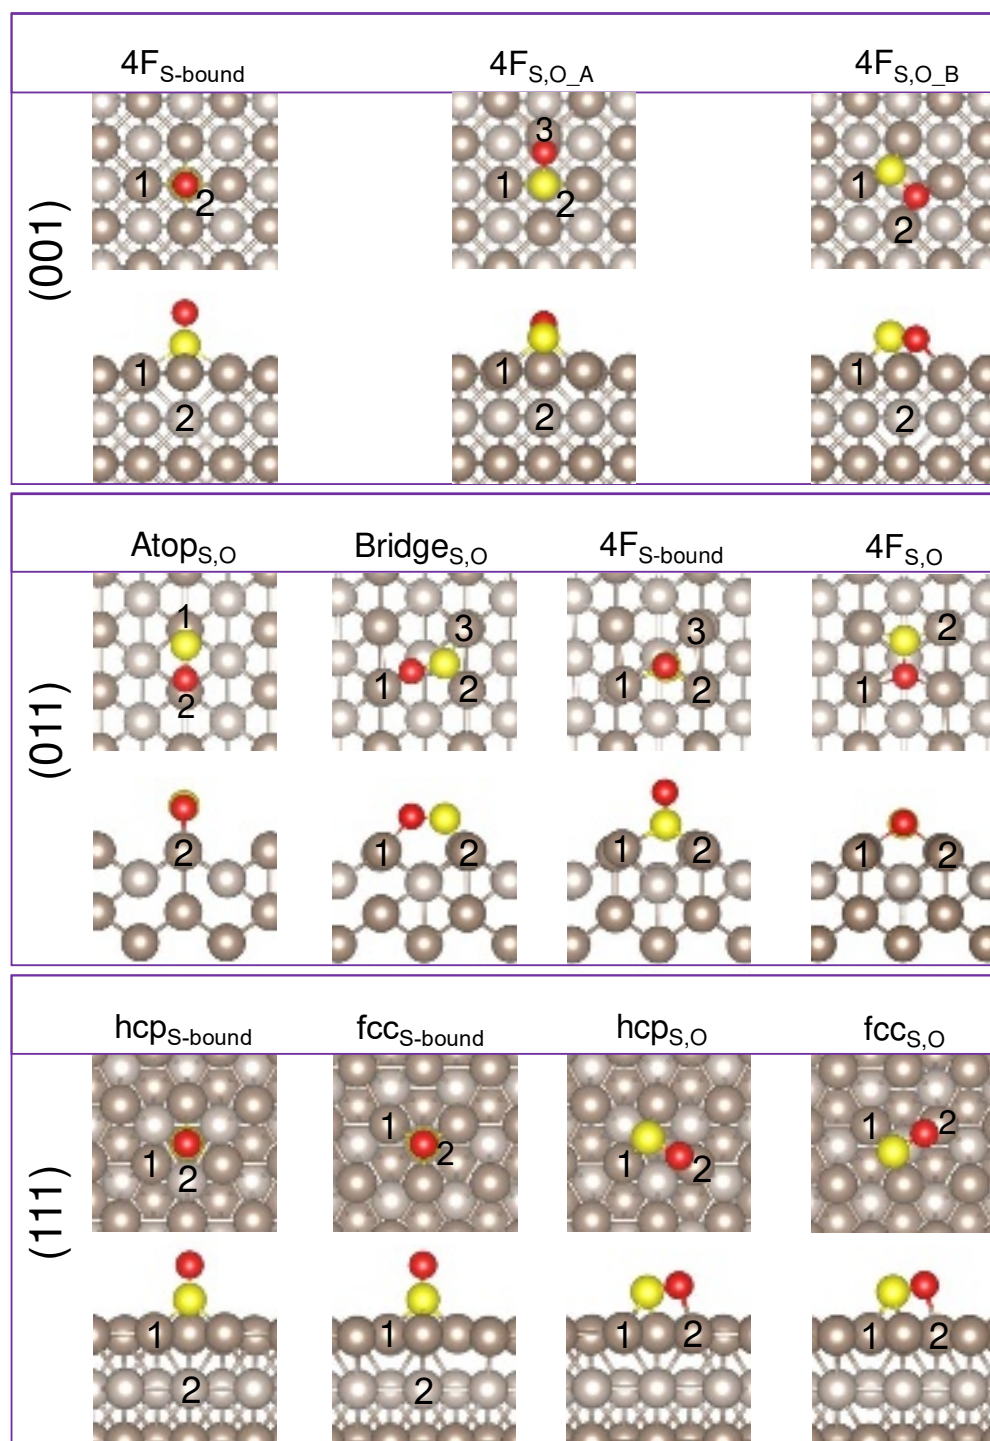 4F_S-bound 4F_S,O_A 4F_S,O_B
(001)
3
1 2 1 2 1 2
1 1 1
2 2 2
Atop_S,O Bridge_S,O 4F_S-bound 4F_S,O
(011)
1 3 3 2
2 1 2 1 2 1
2 1 2 1 2 1 2
hcp_S-bound fcc_S-bound hcp_S,O fcc_S,O
(111)
1 2 1 2 1 2 1 2
1 1 1 2 1 2
2 2